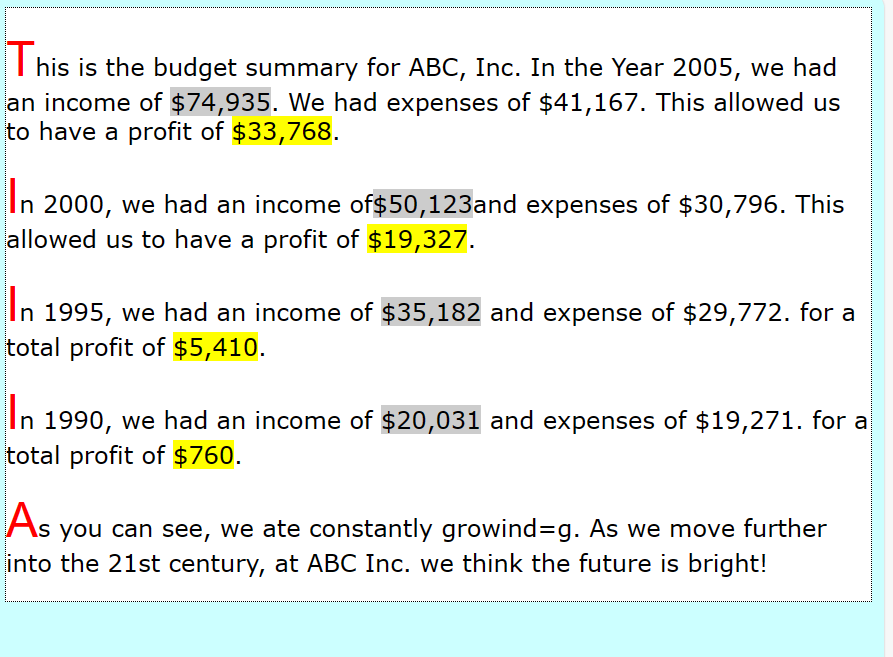 This is the budget summary for ABC, Inc. In the Year 2005, we had
an income of $74,935. We had expenses of $41,167. This allowed us
to have a profit of $33,768.
In 2000, we had an income of$50,123and expenses of $30,796. This
allowed us to have a profit of $19,327.
In 1995, we had an income of $35,182 and expense of $29,772. for a
total profit of $5,410.
In 1990, we had an income of $20,031 and expenses of $19,271. for a
total profit of $760.
As you can see, we ate constantly growind=g. As we move further
into the 21st century, at ABC Inc. we think the future is bright!